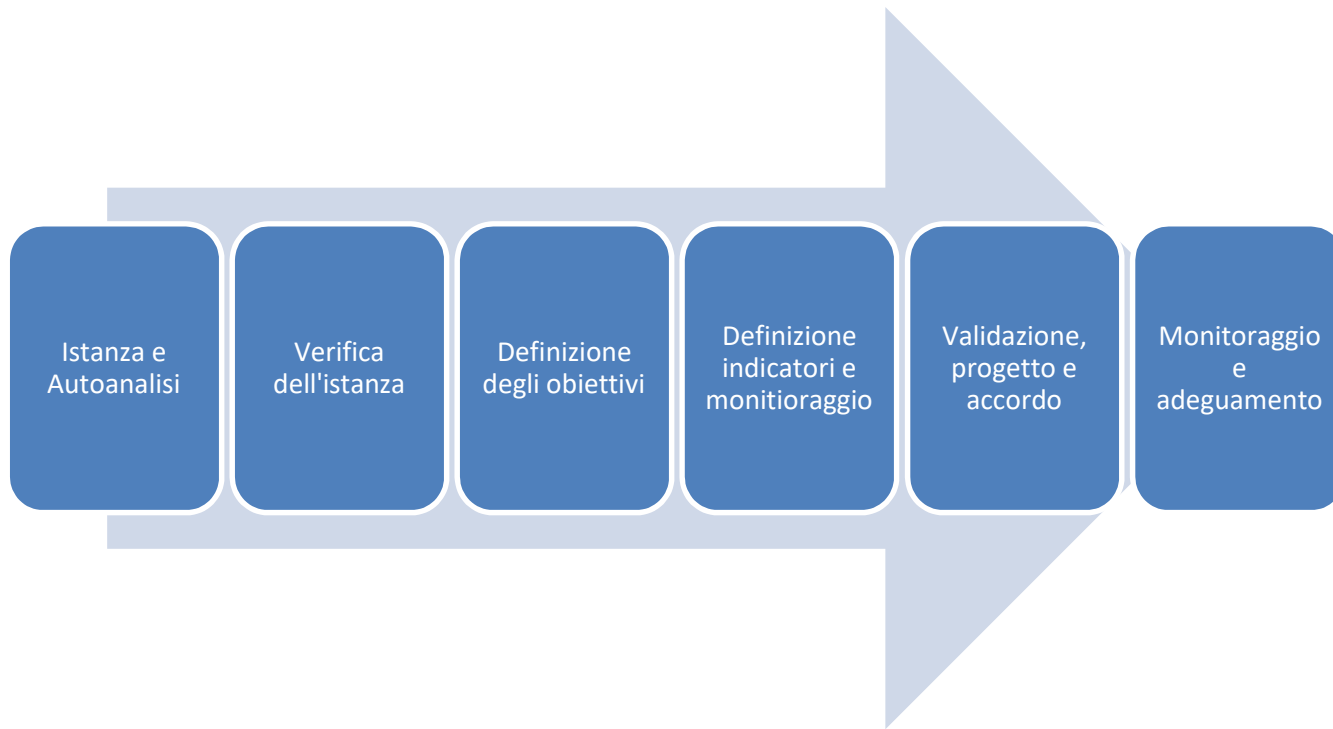 Istanza e
Autoanalisi
Verifica
dell'istanza
Definizione
degli obiettivi
Definizione
indicatori e
monitioraggio
Validazione,
progetto e
accordo
Monitoraggio
e
adeguamento